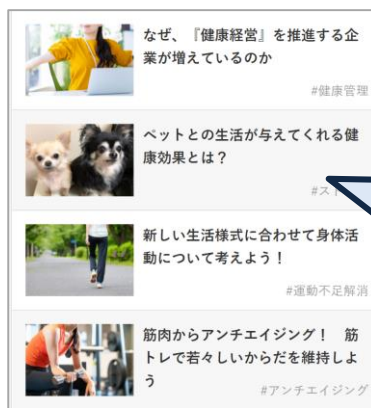 なぜ、『健康経営』を推進する企
業が増えているのか
#健康管理
ペットとの生活が与えてくれる健
康効果とは？
#ス
新しい生活様式に合わせて身体活
動について考えよう！
#運動不足解消
筋肉からアンチエイジング！　筋
トレで若々しいからだを維持しよ
う
#アンチエイジング